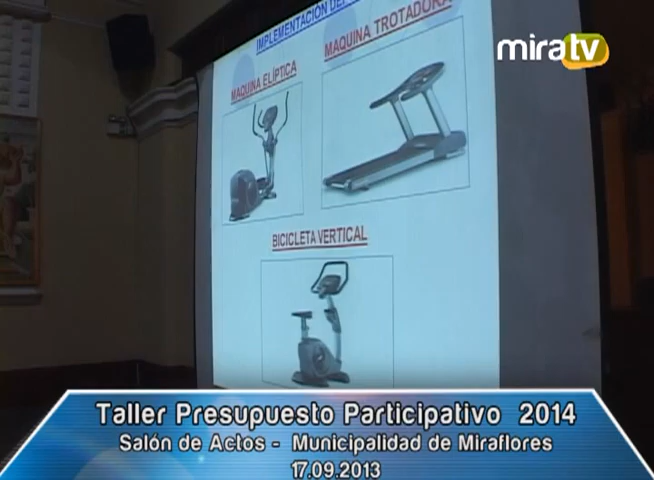 miratv
IMPLEMENTACIÓN DE
MAQUINA TROTADORA
MAQUINA ELÍPTICA
BICICLETA VERTICAL
Taller Presupuesto Participativo 2014
Salón de Actos - Municipalidad de Miraflores
17.09.2013